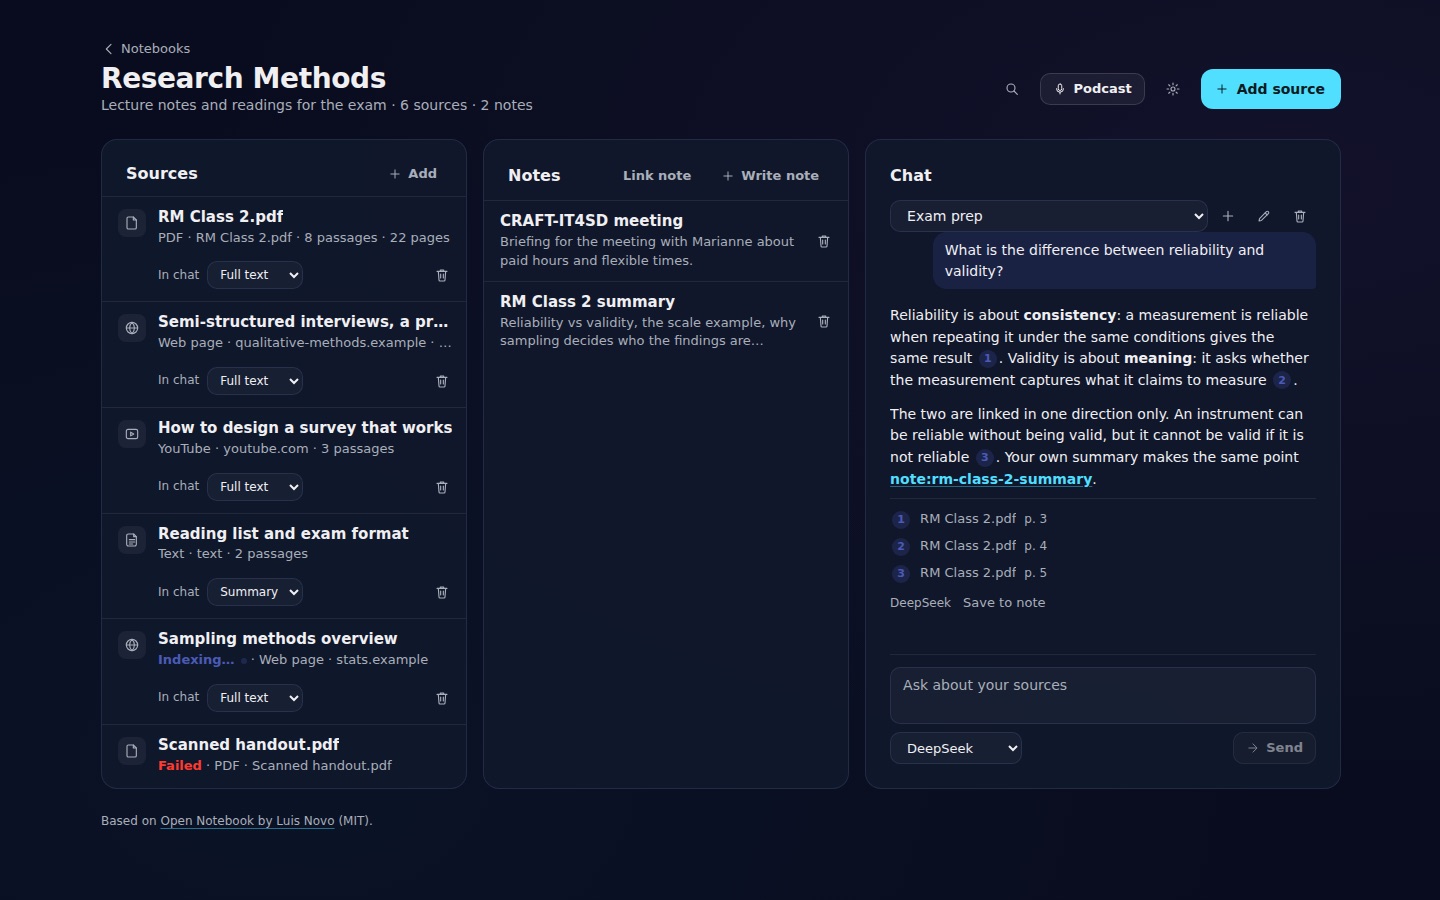 Notebooks
Research Methods
Lecture notes and readings for the exam · 6 sources · 2 notes
Podcast
Add source
Sources
Add
RM Class 2.pdf
PDF · RM Class 2.pdf · 8 passages · 22 pages
In chat Full text
Semi-structured interviews, a pr…
Web page · qualitative-methods.example · …
In chat Full text
How to design a survey that works
YouTube · youtube.com · 3 passages
In chat Full text
Reading list and exam format
Text · text · 2 passages
In chat Summary
Sampling methods overview
Indexing… · Web page · stats.example
In chat Full text
Scanned handout.pdf
Failed · PDF · Scanned handout.pdf
Notes
Link note
Write note
CRAFT-IT4SD meeting
Briefing for the meeting with Marianne about
paid hours and flexible times.
RM Class 2 summary
Reliability vs validity, the scale example, why
sampling decides who the findings are…
Chat
Exam prep
What is the difference between reliability and
validity?
Reliability is about consistency: a measurement is reliable
when repeating it under the same conditions gives the
same result 1. Validity is about meaning: it asks whether
the measurement captures what it claims to measure 2.
The two are linked in one direction only. An instrument can
be reliable without being valid, but it cannot be valid if it is
not reliable 3. Your own summary makes the same point
note:rm-class-2-summary.
1 RM Class 2.pdf p. 3
2 RM Class 2.pdf p. 4
3 RM Class 2.pdf p. 5
DeepSeek Save to note
Ask about your sources
DeepSeek
Send
Based on Open Notebook by Luis Novo (MIT).